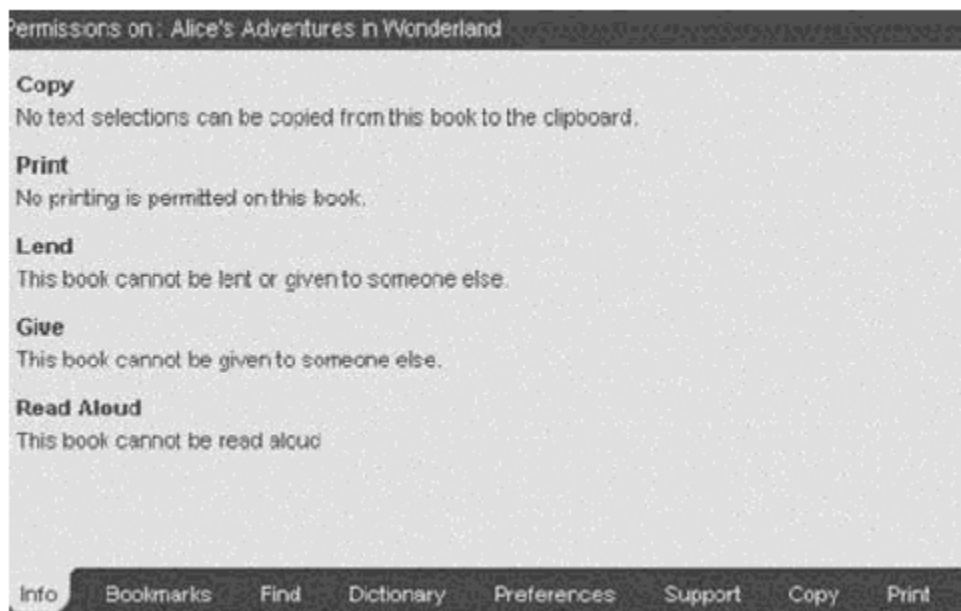 Permissions on : Alice's Adventures in Wonderland
Copy
No text selections can be copied from this book to the clipboard.
Print
No printing is permitted on this book.
Lend
This book cannot be lent or given to someone else.
Give
This book cannot be given to someone else.
Read Aloud
This book cannot be read aloud
Info Bookmarks Find Dictionary Preferences Support Copy Print